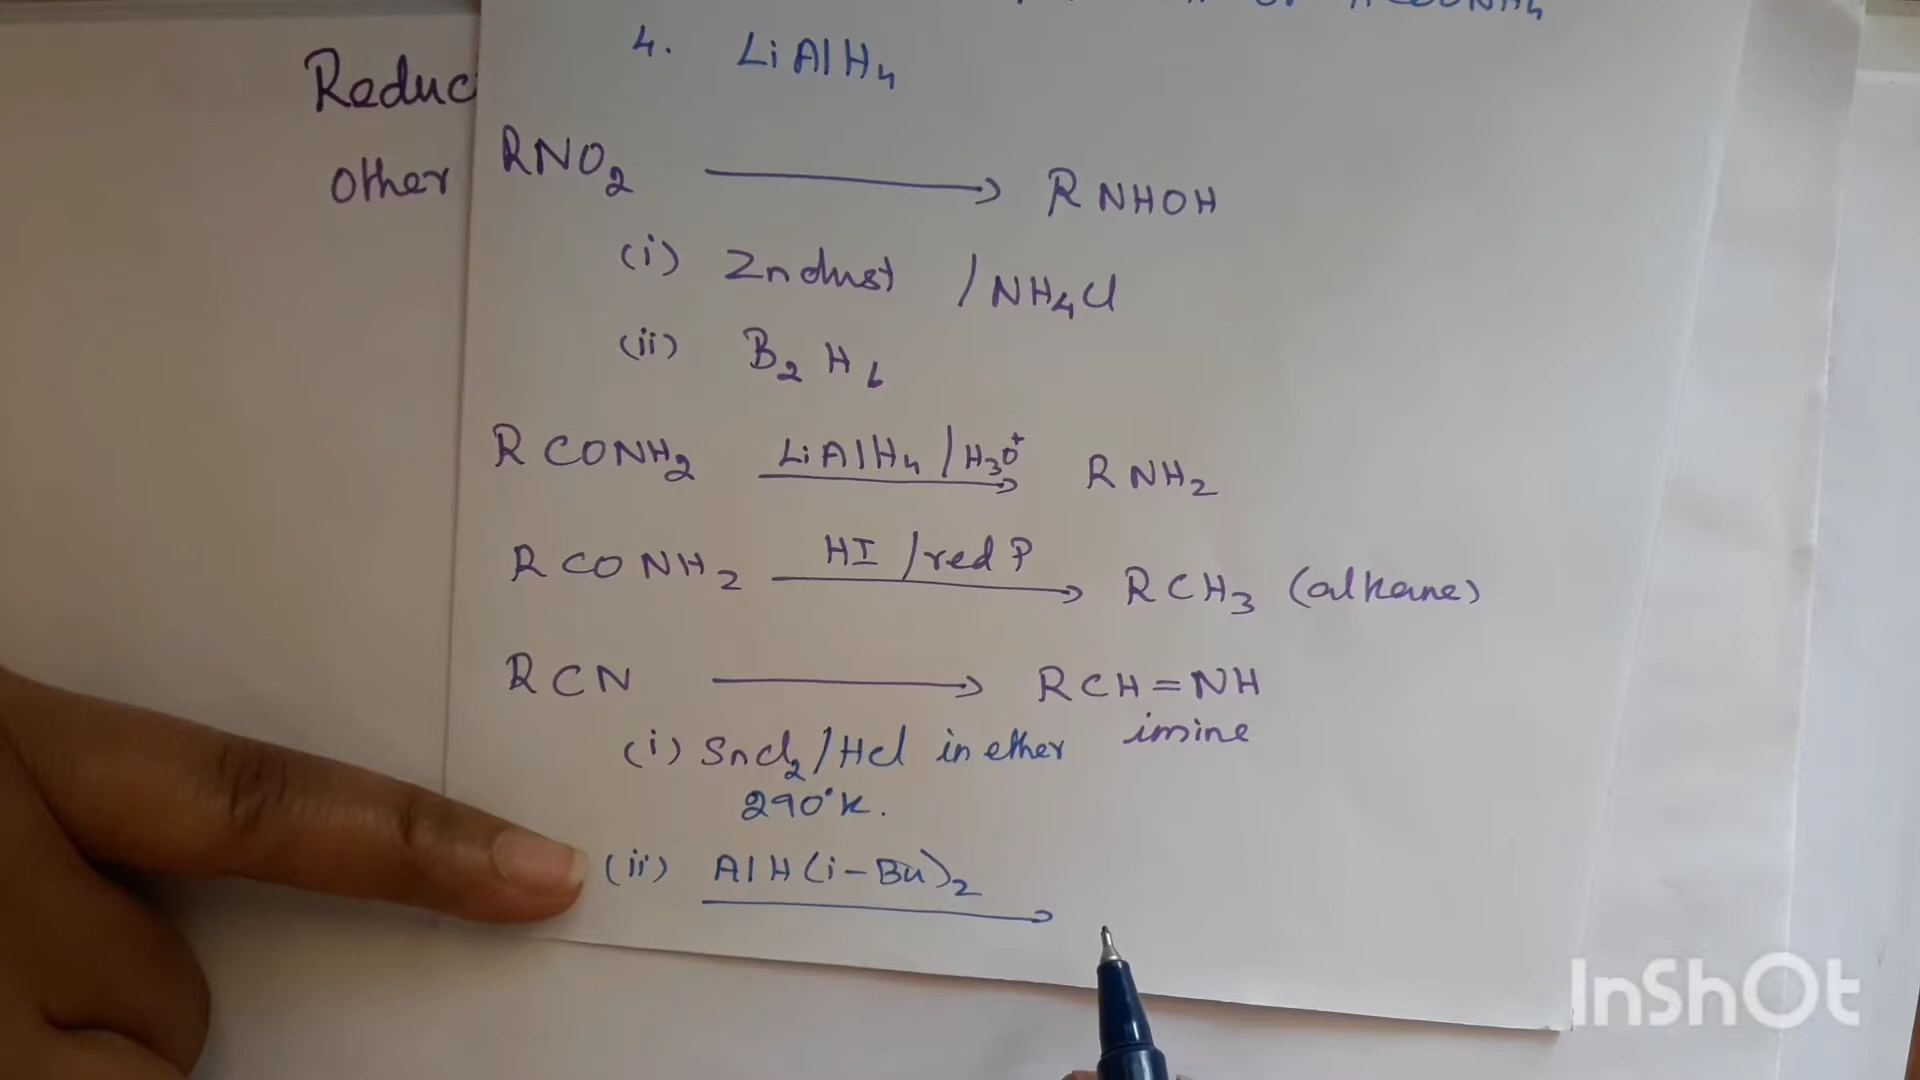 4. LiAlH4
Reduc
other
RNO2 ⟶ RNHOH
(i) Zn dust / NH4Cl
(ii) B2H6
RCONH2 LiAlH4 / H3O+ ⟶ RNH2
RCONH2 HI / red P ⟶ RCH3 (alkane)
RCN ⟶ RCH=NH
imine
(i) SnCl2/HCl in ether
290°K.
(ii) AlH(i-Bu)2 ⟶
InShOt